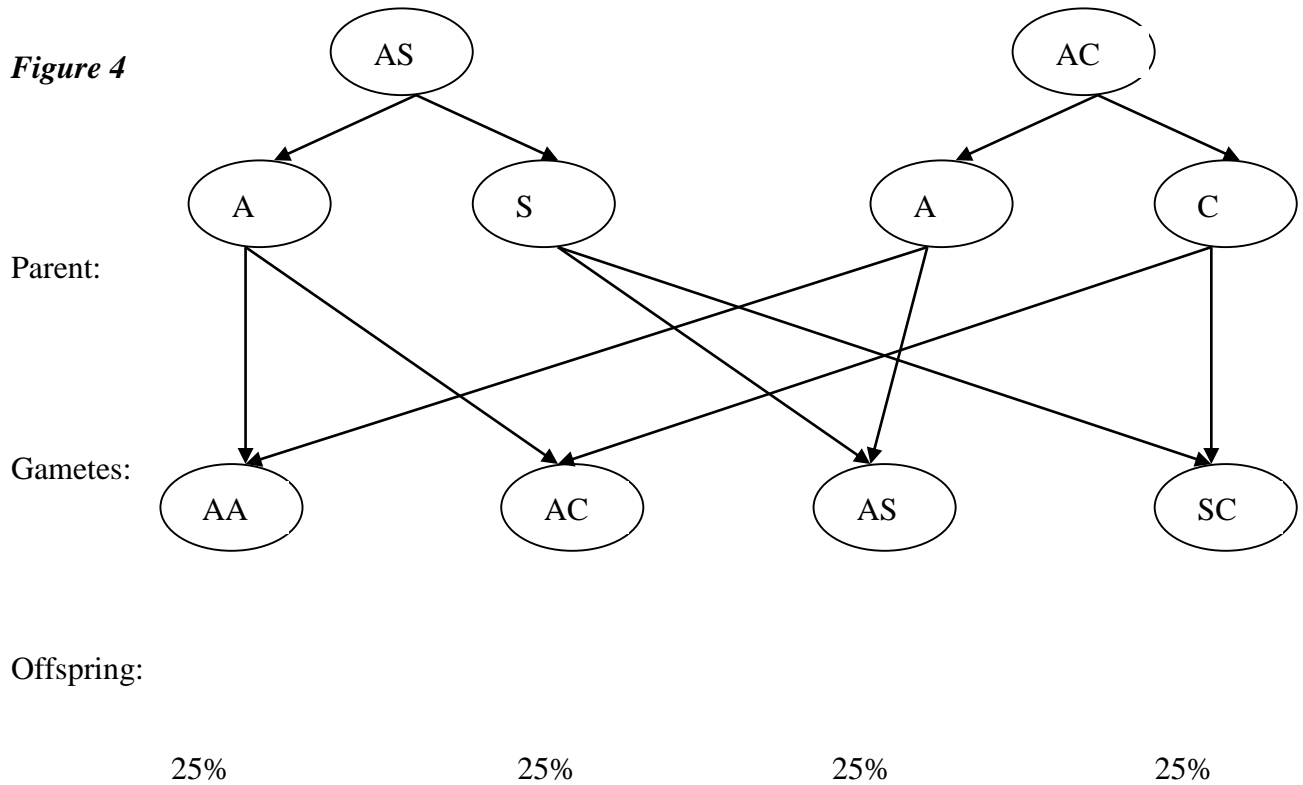 AS AC
Figure 4
A S A C
Parent:
Gametes:
AA AC AS SC
Offspring:
25% 25% 25% 25%